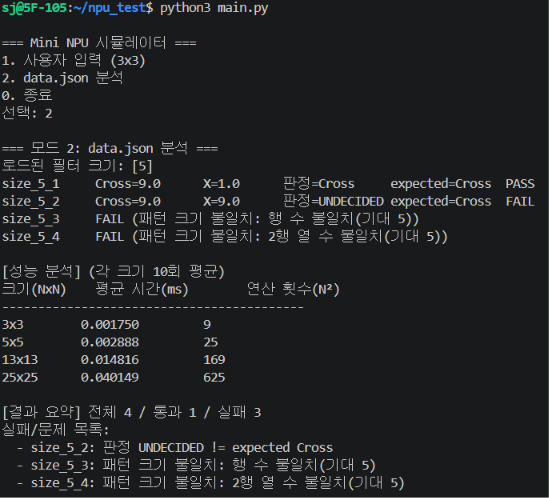 sj@5F-105:~/npu_test$ python3 main.py
=== Mini NPU 시뮬레이터 ===
1. 사용자 입력 (3x3)
2. data.json 분석
0. 종료
선택: 2
=== 모드 2: data.json 분석 ===
로드된 필터 크기: [5]
size_5_1 Cross=9.0 X=1.0 판정=Cross expected=Cross PASS
size_5_2 Cross=9.0 X=9.0 판정=UNDECIDED expected=Cross FAIL
size_5_3 FAIL (패턴 크기 불일치: 행 수 불일치(기대 5))
size_5_4 FAIL (패턴 크기 불일치: 2행 열 수 불일치(기대 5))
[성능 분석] (각 크기 10회 평균)
크기(NxN) 평균 시간(ms) 연산 횟수(N²)
------------------------------------------
3x3 0.001750 9
5x5 0.002888 25
13x13 0.014816 169
25x25 0.040149 625
[결과 요약] 전체 4 / 통과 1 / 실패 3
실패/문제 목록:
- size_5_2: 판정 UNDECIDED != expected Cross
- size_5_3: 패턴 크기 불일치: 행 수 불일치(기대 5)
- size_5_4: 패턴 크기 불일치: 2행 열 수 불일치(기대 5)